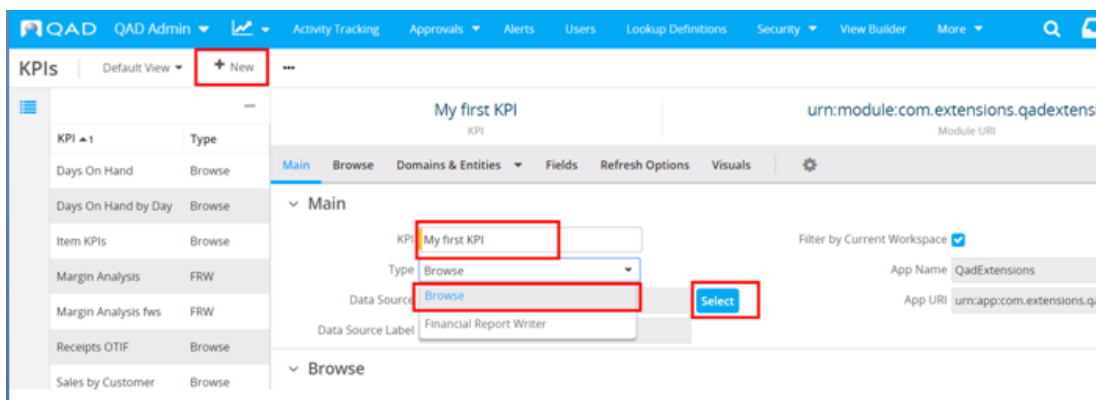 QAD QAD Admin Activity Tracking Approvals Alerts Users Lookup Definitions Security View Builder More
KPIs Default View + New ...
My first KPI urn:module:com.extensions.qadextens
KPI Module URI
KPI 1 Type
Main Browse Domains & Entities Fields Refresh Options Visuals
Days On Hand Browse
Main
Days On Hand by Day Browse
KPI My first KPI Filter by Current Workspace
Item KPIs Browse
Type Browse App Name QadExtensions
Margin Analysis FRW
Data Source Browse Select App URI urn:app:com.extensions.qa
Margin Analysis fws FRW
Financial Report Writer
Data Source Label
Receipts OTIF Browse
Browse
Sales by Customer Browse